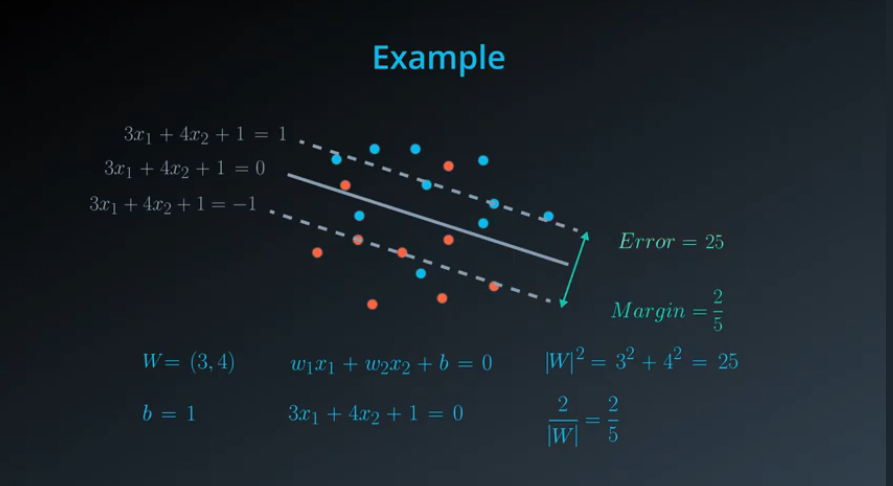 Example
3x₁ + 4x₂ + 1 = 1
3x₁ + 4x₂ + 1 = 0
3x₁ + 4x₂ + 1 = −1
Error = 25
Margin = 2/5
W = (3, 4)
w₁x₁ + w₂x₂ + b = 0
|W|² = 3² + 4² = 25
b = 1
3x₁ + 4x₂ + 1 = 0
2/|W| = 2/5